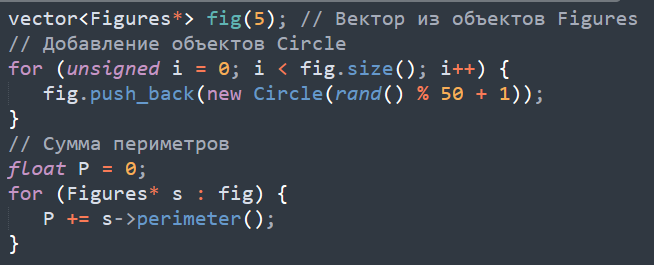 vector<Figures*> fig(5); // Вектор из объектов Figures
// Добавление объектов Circle
for (unsigned i = 0; i < fig.size(); i++) {
fig.push_back(new Circle(rand() % 50 + 1));
}
// Сумма периметров
float P = 0;
for (Figures* s : fig) {
P += s->perimeter();
}